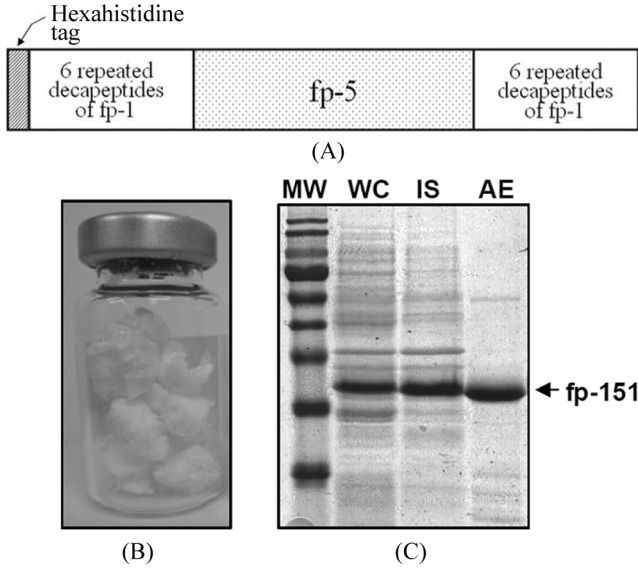 Hexahistidine
tag
6 repeated
decapeptides
of fp-1
fp-5
6 repeated
decapeptides
of fp-1
(A)
MW WC IS AE
fp-151
(B)
(C)